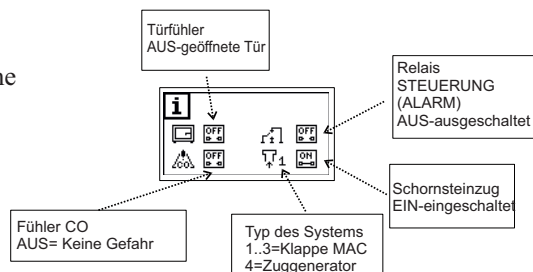 Türfühler
AUS-geöffnete Tür
ne
Relais
STEUERUNG
(ALARM)
AUS-ausgeschaltet
i
OFF
OFF
CO
OFF
1
ON
Schornsteinzug
EIN-eingeschaltet
Fühler CO
AUS= Keine Gefahr
Typ des Systems
1..3=Klappe MAC
4=Zuggenerator